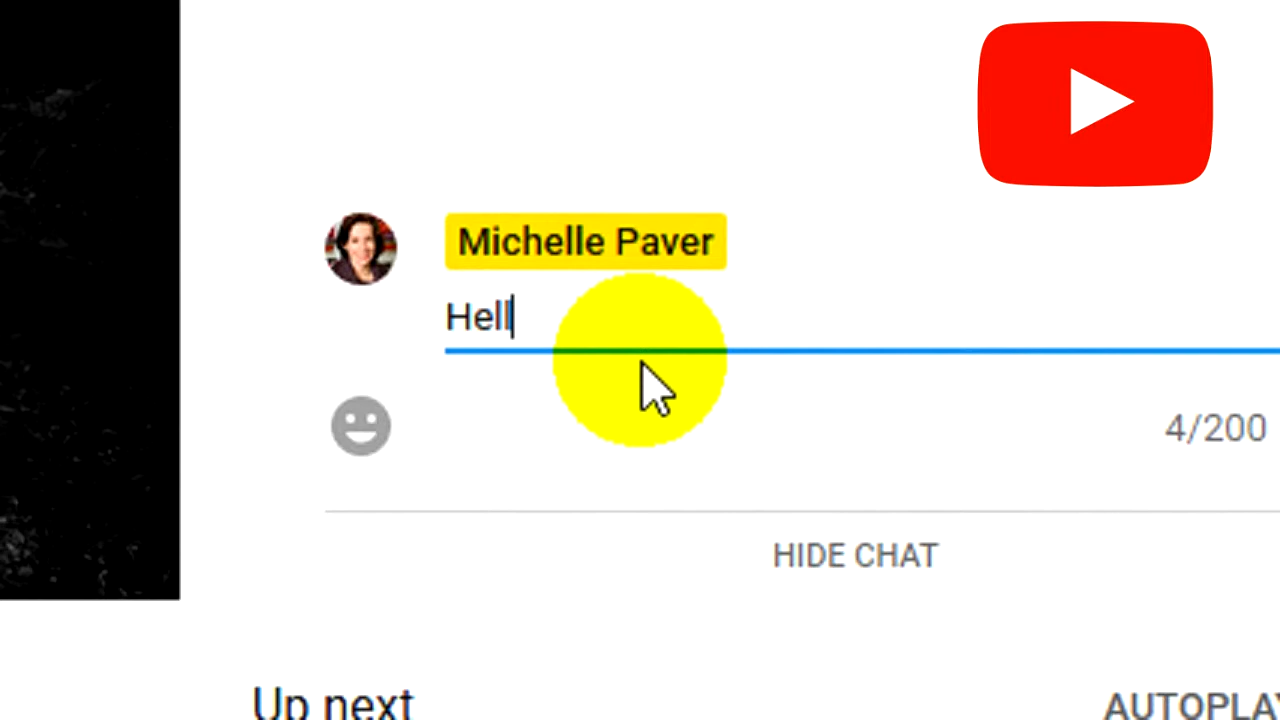 Michelle Paver
Hell
4/200
HIDE CHAT
Up next
AUTOPLAY